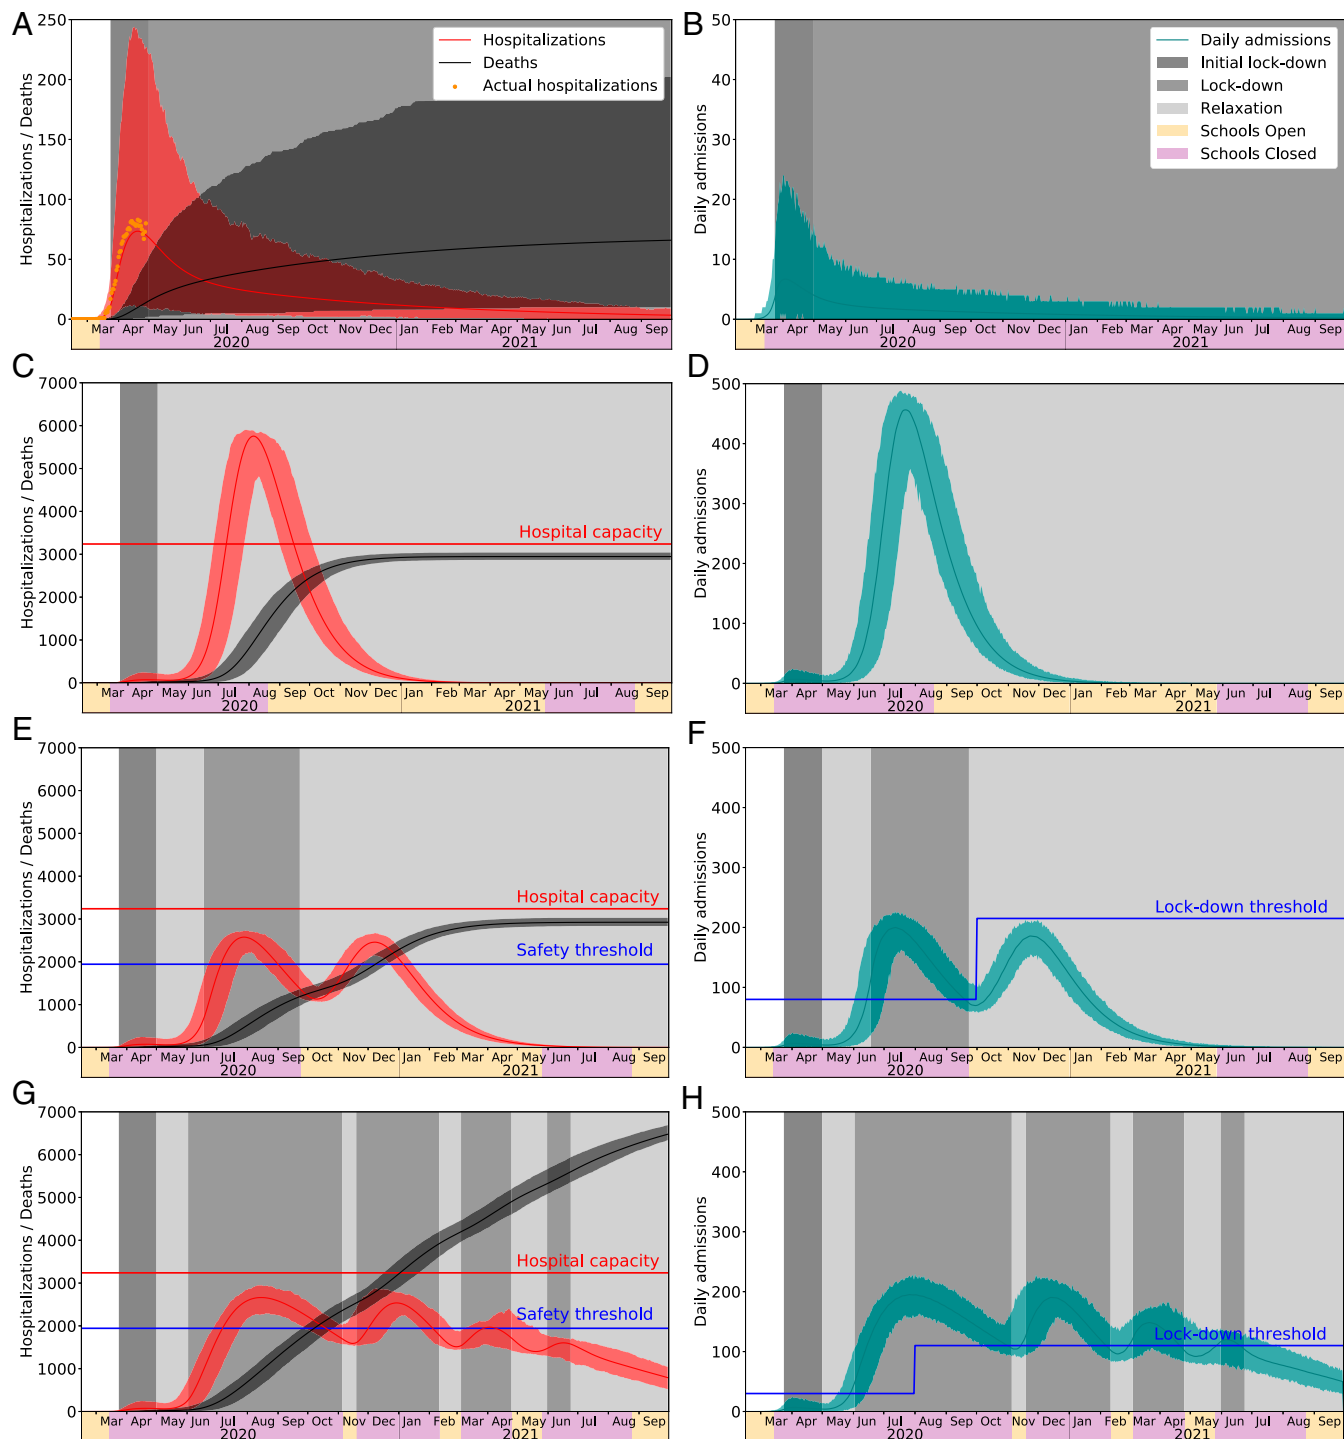 A
Hospitalizations / Deaths
250
200
150
100
50
0
Hospitalizations
Deaths
Actual hospitalizations
Mar Apr May Jun Jul Aug Sep Oct Nov Dec Jan Feb Mar Apr May Jun Jul Aug Sep
2020 2021
B
Daily admissions
50
40
30
20
10
0
Daily admissions
Initial lock-down
Lock-down
Relaxation
Schools Open
Schools Closed
Mar Apr May Jun Jul Aug Sep Oct Nov Dec Jan Feb Mar Apr May Jun Jul Aug Sep
2020 2021
C
Hospitalizations / Deaths
7000
6000
5000
4000
3000
2000
1000
0
Hospital capacity
Mar Apr May Jun Jul Aug Sep Oct Nov Dec Jan Feb Mar Apr May Jun Jul Aug Sep
2020 2021
D
Daily admissions
500
400
300
200
100
0
Mar Apr May Jun Jul Aug Sep Oct Nov Dec Jan Feb Mar Apr May Jun Jul Aug Sep
2020 2021
E
Hospitalizations / Deaths
7000
6000
5000
4000
3000
2000
1000
0
Hospital capacity
Safety threshold
Mar Apr May Jun Jul Aug Sep Oct Nov Dec Jan Feb Mar Apr May Jun Jul Aug Sep
2020 2021
F
Daily admissions
500
400
300
200
100
0
Lock-down threshold
Mar Apr May Jun Jul Aug Sep Oct Nov Dec Jan Feb Mar Apr May Jun Jul Aug Sep
2020 2021
G
Hospitalizations / Deaths
7000
6000
5000
4000
3000
2000
1000
0
Hospital capacity
Safety threshold
Mar Apr May Jun Jul Aug Sep Oct Nov Dec Jan Feb Mar Apr May Jun Jul Aug Sep
2020 2021
H
Daily admissions
500
400
300
200
100
0
Lock-down threshold
Mar Apr May Jun Jul Aug Sep Oct Nov Dec Jan Feb Mar Apr May Jun Jul Aug Sep
2020 2021